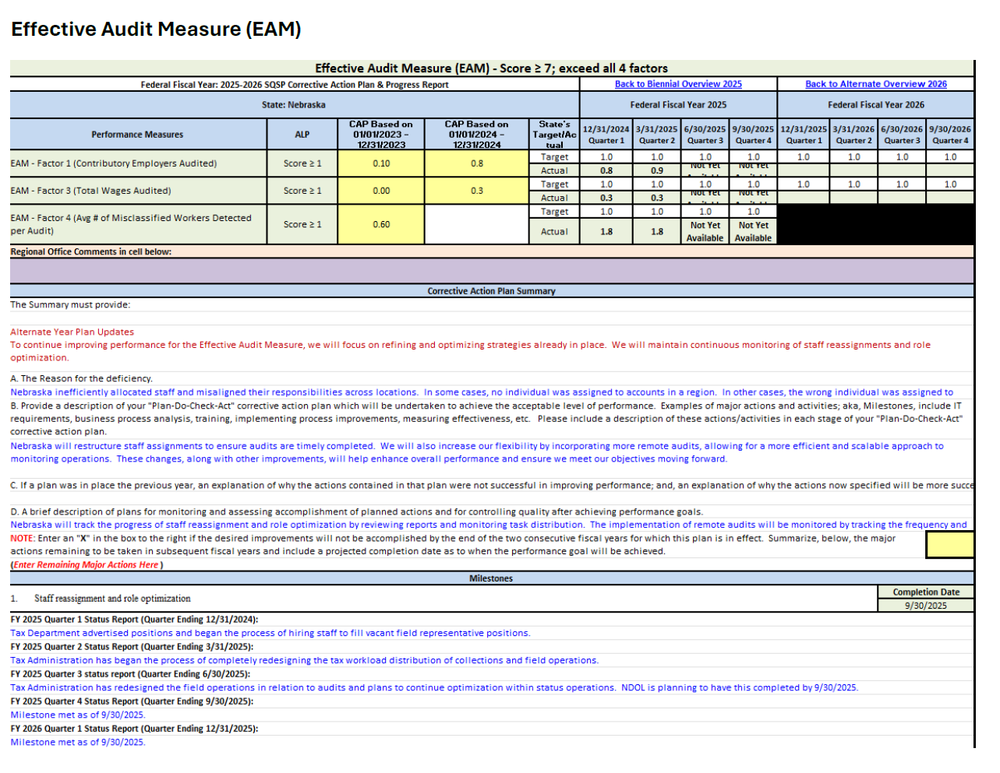 Effective Audit Measure (EAM)
Effective Audit Measure (EAM) - Score ≥ 7; exceed all 4 factors
Federal Fiscal Year: 2025-2026 SQSP Corrective Action Plan & Progress Report Back to Biennial Overview 2025 Back to Alternate Overview 2026
State: Nebraska Federal Fiscal Year 2025 Federal Fiscal Year 2026
Performance Measures ALP CAP Based on 01/01/2023 – 12/31/2023 CAP Based on 01/01/2024 – 12/31/2024 State's Target/Ac tual 12/31/2024 Quarter 1 3/31/2025 Quarter 2 6/30/2025 Quarter 3 9/30/2025 Quarter 4 12/31/2025 Quarter 1 3/31/2026 Quarter 2 6/30/2026 Quarter 3 9/30/2026 Quarter 4
EAM - Factor 1 (Contributory Employers Audited) Score ≥ 1 0.10 0.8 Target 1.0 1.0 1.0 1.0 1.0 1.0 1.0 1.0
Actual 0.8 0.9 Not Yet Not Yet
EAM - Factor 3 (Total Wages Audited) Score ≥ 1 0.00 0.3 Target 1.0 1.0 1.0 1.0 1.0 1.0 1.0 1.0
Actual 0.3 0.3 Not Yet Not Yet
EAM - Factor 4 (Avg # of Misclassified Workers Detected per Audit) Score ≥ 1 0.60 Target 1.0 1.0 1.0 1.0
Actual 1.8 1.8 Not Yet Available Not Yet Available
Regional Office Comments in cell below:
Corrective Action Plan Summary
The Summary must provide:
Alternate Year Plan Updates
To continue improving performance for the Effective Audit Measure, we will focus on refining and optimizing strategies already in place. We will maintain continuous monitoring of staff reassignments and role
optimization.
A. The Reason for the deficiency.
Nebraska inefficiently allocated staff and misaligned their responsibilities across locations. In some cases, no individual was assigned to accounts in a region. In other cases, the wrong individual was assigned to
B. Provide a description of your "Plan-Do-Check-Act" corrective action plan which will be undertaken to achieve the acceptable level of performance. Examples of major actions and activities; aka, Milestones, include IT
requirements, business process analysis, training, implementing process improvements, measuring effectiveness, etc. Please include a description of these actions/activities in each stage of your "Plan-Do-Check-Act"
corrective action plan.
Nebraska will restructure staff assignments to ensure audits are timely completed. We will also increase our flexibility by incorporating more remote audits, allowing for a more efficient and scalable approach to
monitoring operations. These changes, along with other improvements, will help enhance overall performance and ensure we meet our objectives moving forward.
C. If a plan was in place the previous year, an explanation of why the actions contained in that plan were not successful in improving performance; and, an explanation of why the actions now specified will be more succe
D. A brief description of plans for monitoring and assessing accomplishment of planned actions and for controlling quality after achieving performance goals.
Nebraska will track the progress of staff reassignment and role optimization by reviewing reports and monitoring task distribution. The implementation of remote audits will be monitored by tracking the frequency and
NOTE: Enter an "X" in the box to the right if the desired improvements will not be accomplished by the end of the two consecutive fiscal years for which this plan is in effect. Summarize, below, the major
actions remaining to be taken in subsequent fiscal years and include a projected completion date as to when the performance goal will be achieved.
(Enter Remaining Major Actions Here )
Milestones
1. Staff reassignment and role optimization Completion Date
9/30/2025
FY 2025 Quarter 1 Status Report (Quarter Ending 12/31/2024):
Tax Department advertised positions and began the process of hiring staff to fill vacant field representative positions.
FY 2025 Quarter 2 Status Report (Quarter Ending 3/31/2025):
Tax Administration has began the process of completely redesigning the tax workload distribution of collections and field operations.
FY 2025 Quarter 3 status report (Quarter Ending 6/30/2025):
Tax Administration has redesigned the field operations in relation to audits and plans to continue optimization within status operations. NDOL is planning to have this completed by 9/30/2025.
FY 2025 Quarter 4 Status Report (Quarter Ending 9/30/2025):
Milestone met as of 9/30/2025.
FY 2026 Quarter 1 Status Report (Quarter Ending 12/31/2025):
Milestone met as of 9/30/2025.